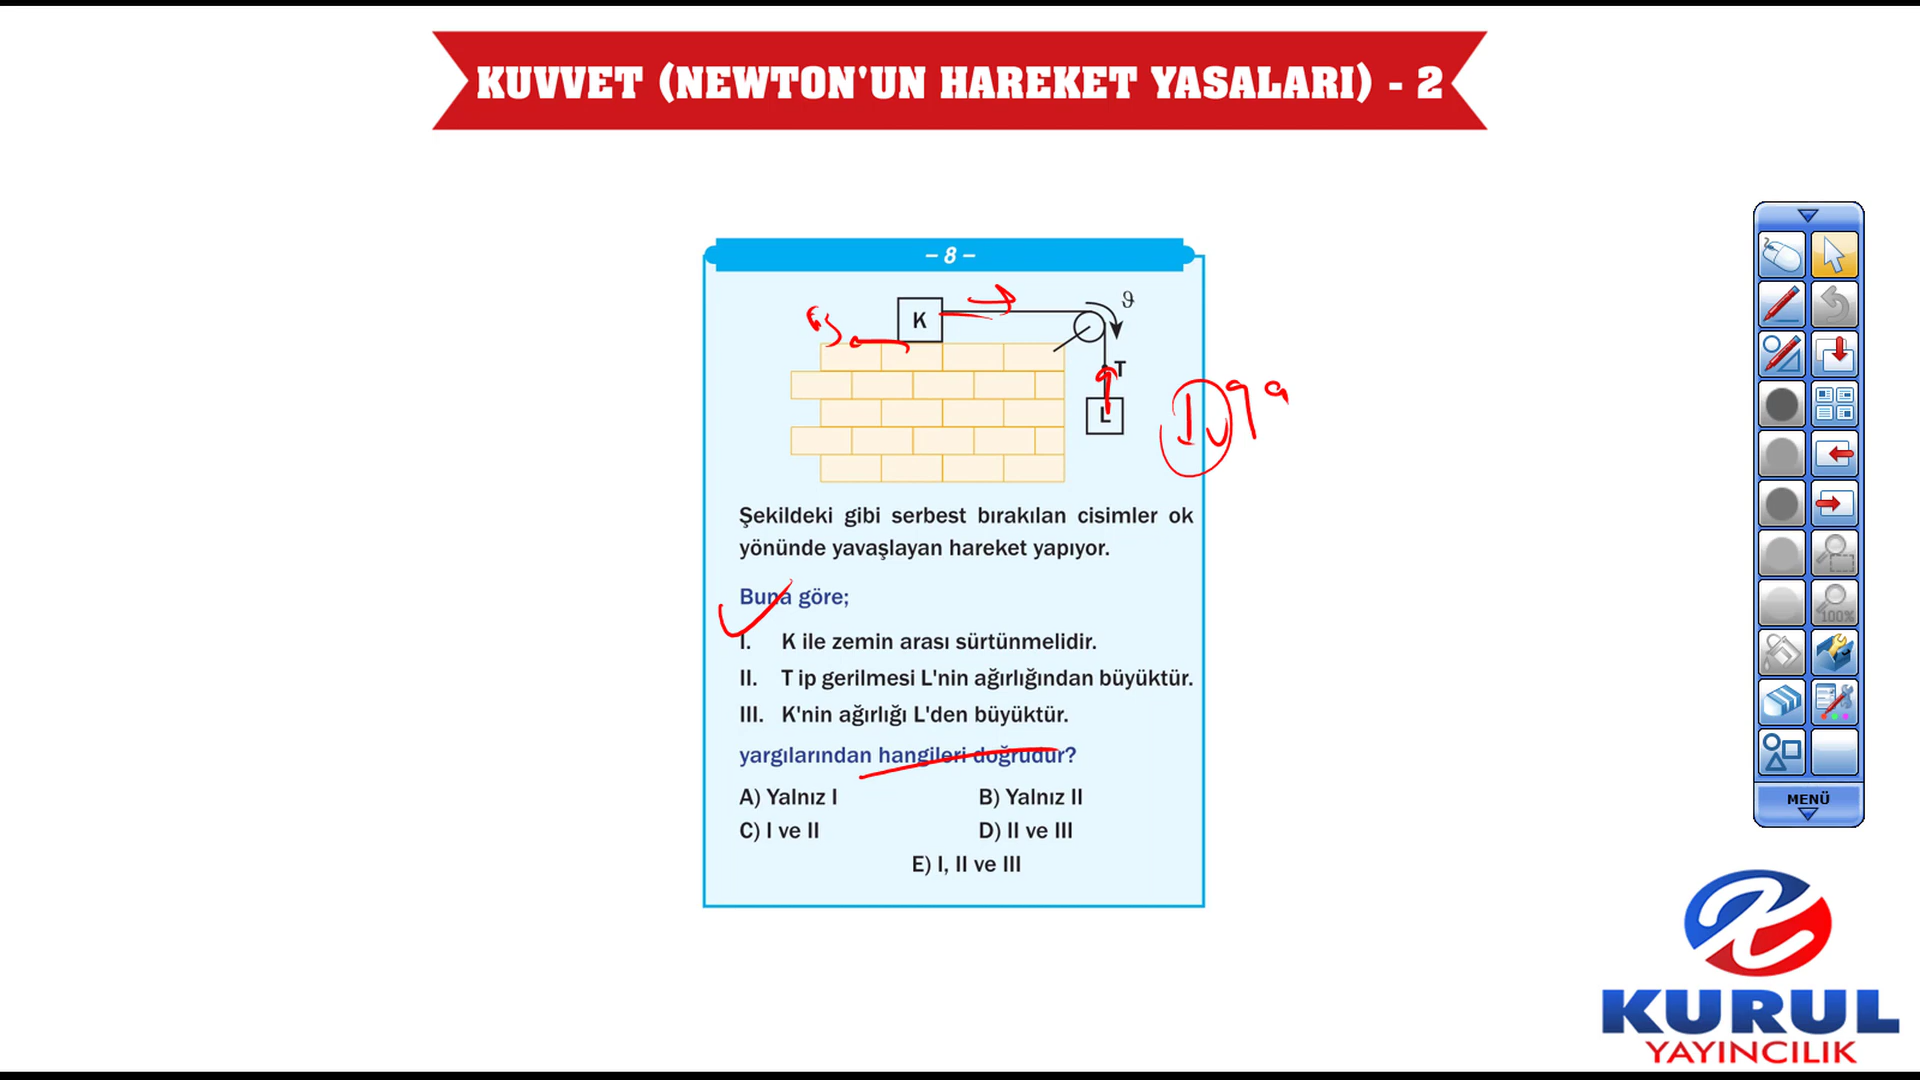 KUVVET (NEWTON'UN HAREKET YASALARI) - 2
– 8 –
K
ϑ
T
L
Şekildeki gibi serbest bırakılan cisimler ok
yönünde yavaşlayan hareket yapıyor.
Buna göre;
I. K ile zemin arası sürtünmelidir.
II. T ip gerilmesi L'nin ağırlığından büyüktür.
III. K'nin ağırlığı L'den büyüktür.
yargılarından hangileri doğrudur?
A) Yalnız I
B) Yalnız II
C) I ve II
D) II ve III
E) I, II ve III
100%
MENÜ
KURUL
YAYINCILIK